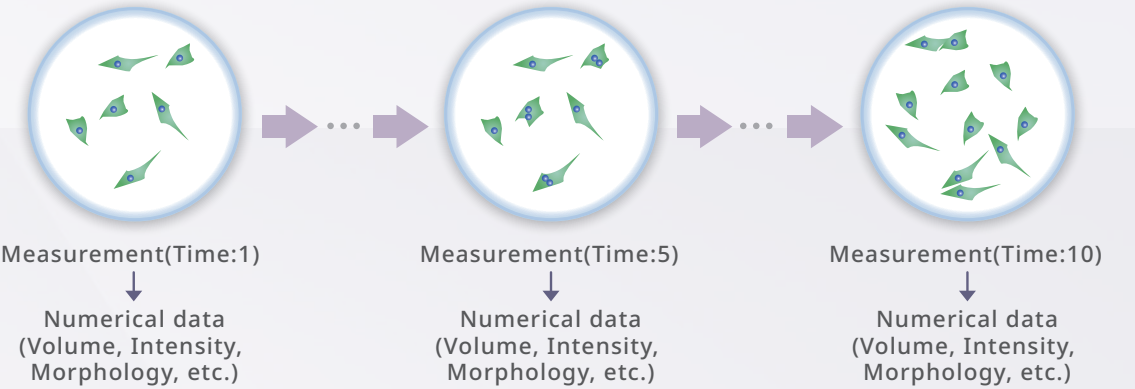 Measurement(Time:1)
Numerical data
(Volume, Intensity,
Morphology, etc.)
Measurement(Time:5)
Numerical data
(Volume, Intensity,
Morphology, etc.)
Measurement(Time:10)
Numerical data
(Volume, Intensity,
Morphology, etc.)